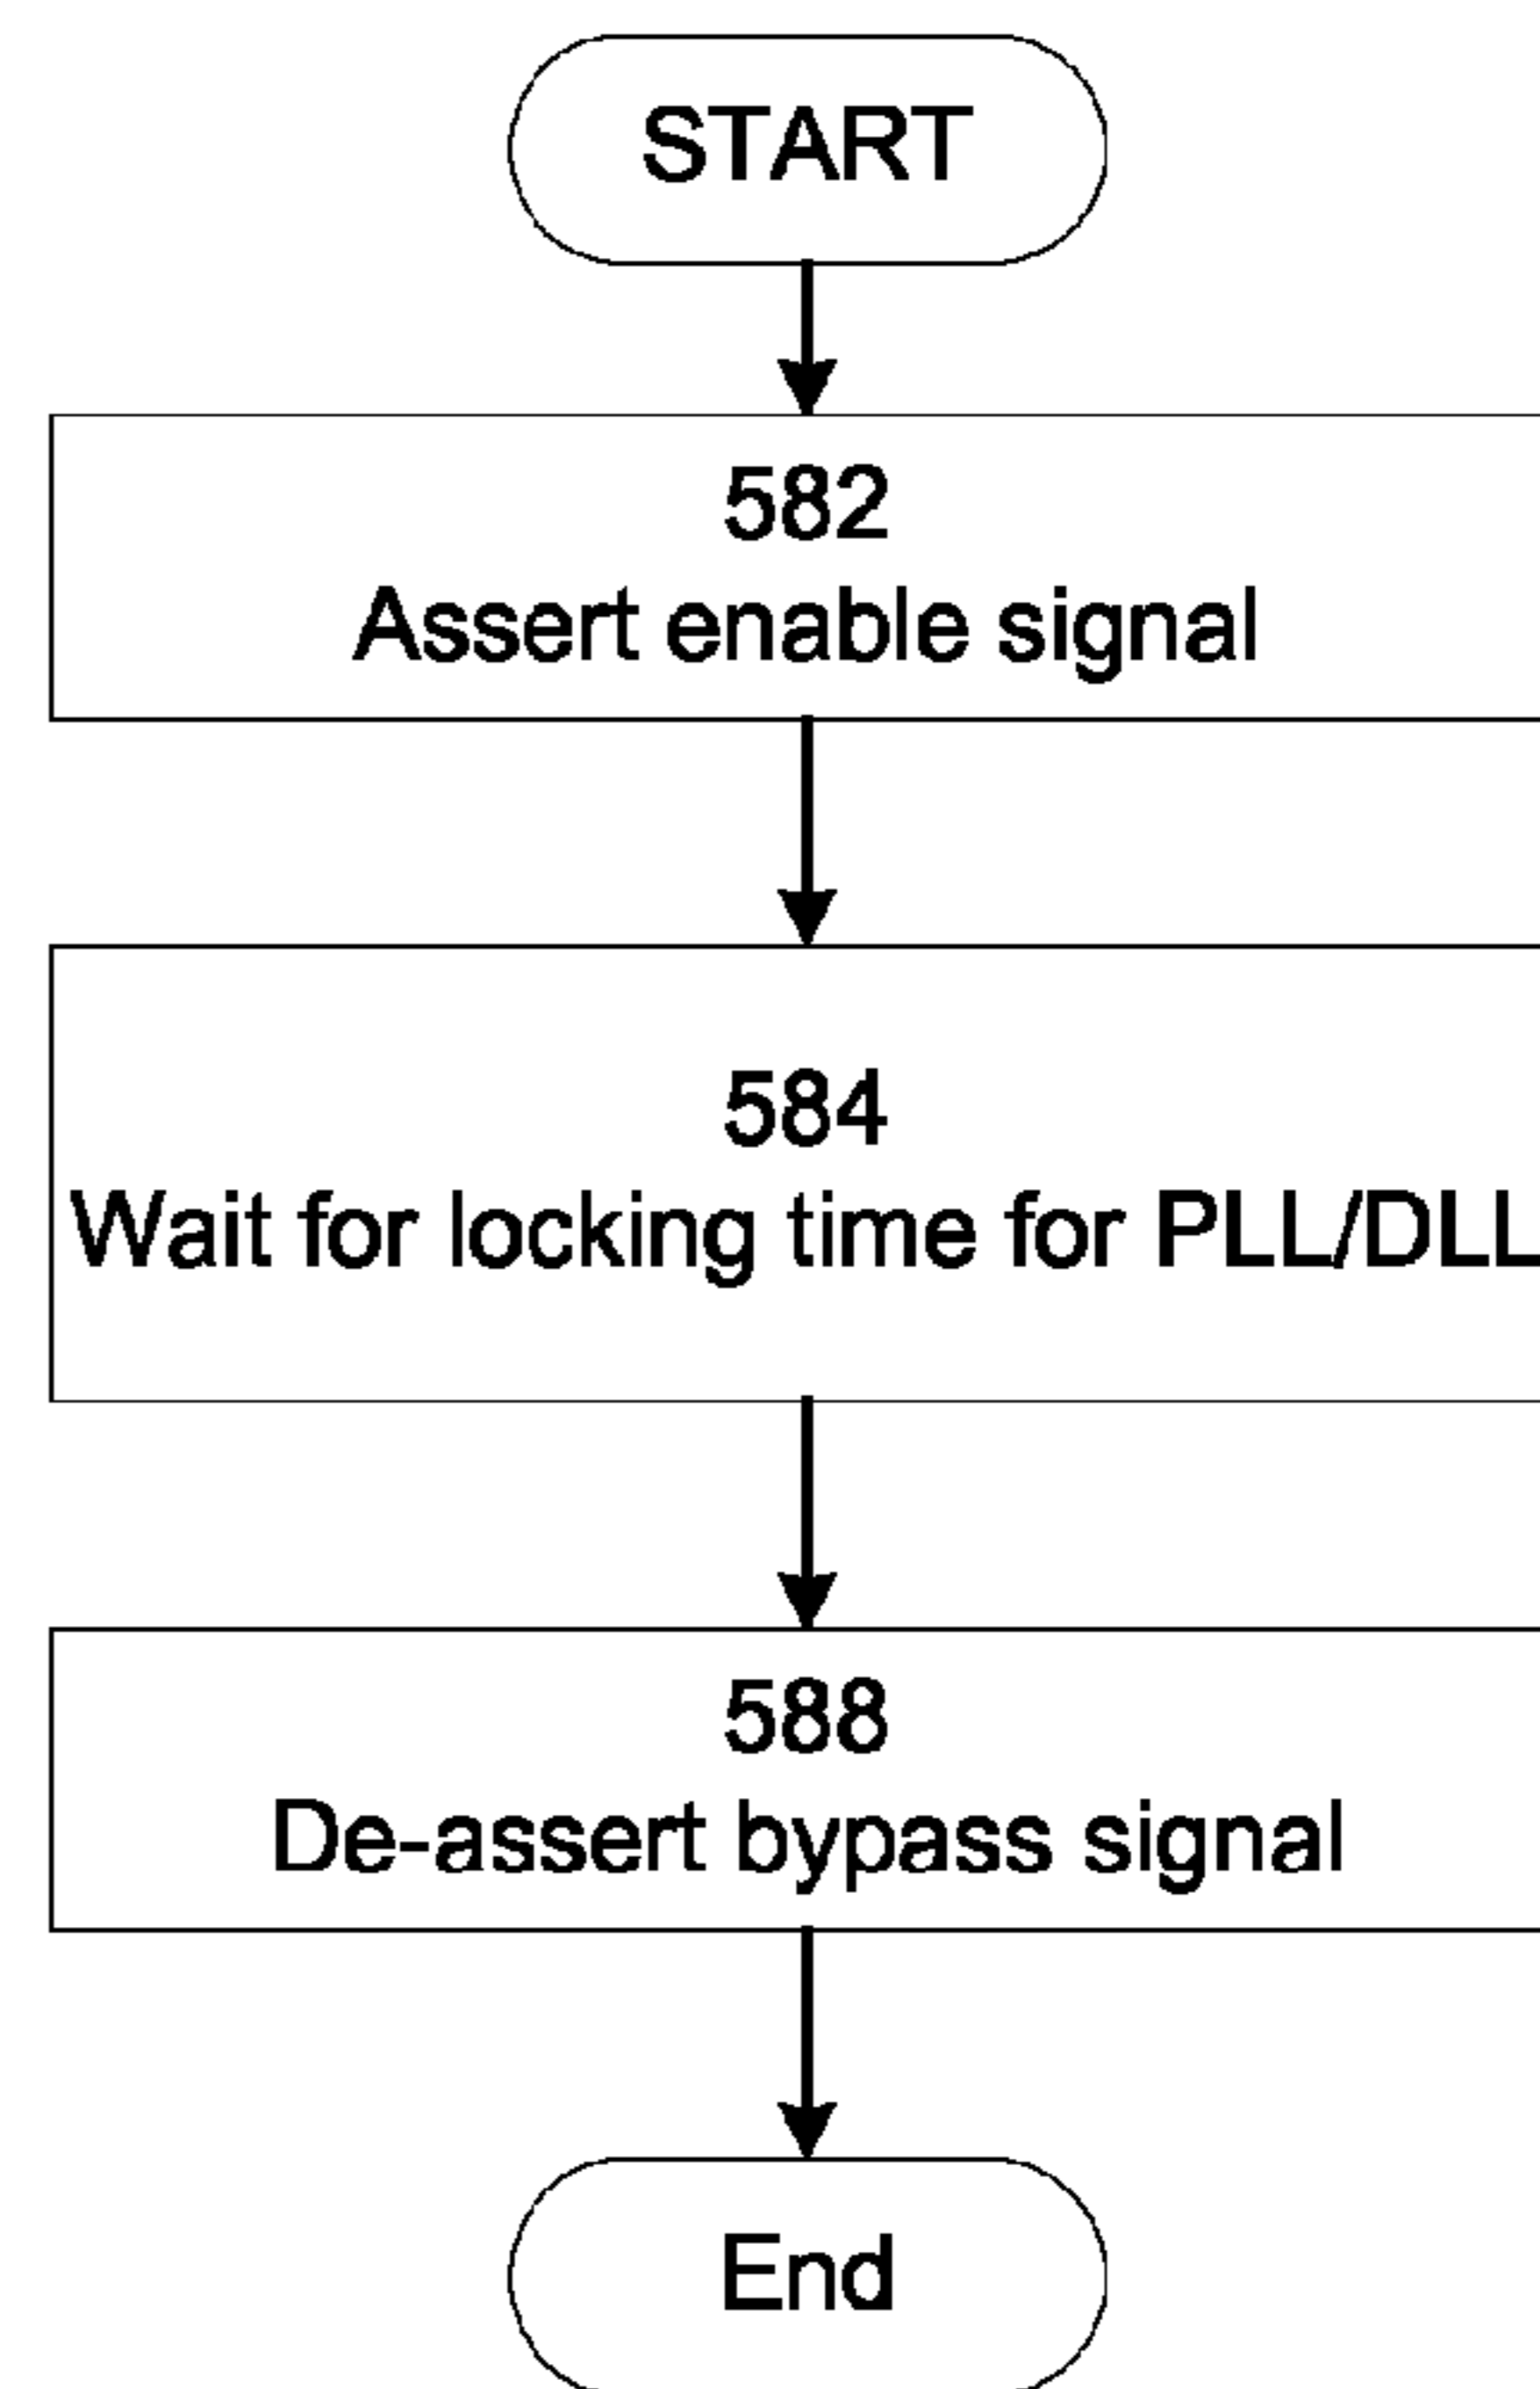 START
582
Assert enable signal
584
Wait for locking time for PLL/DLL
588
De-assert bypass signal
End